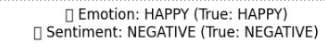 ▯ Emotion: HAPPY (True: HAPPY)
▯ Sentiment: NEGATIVE (True: NEGATIVE)